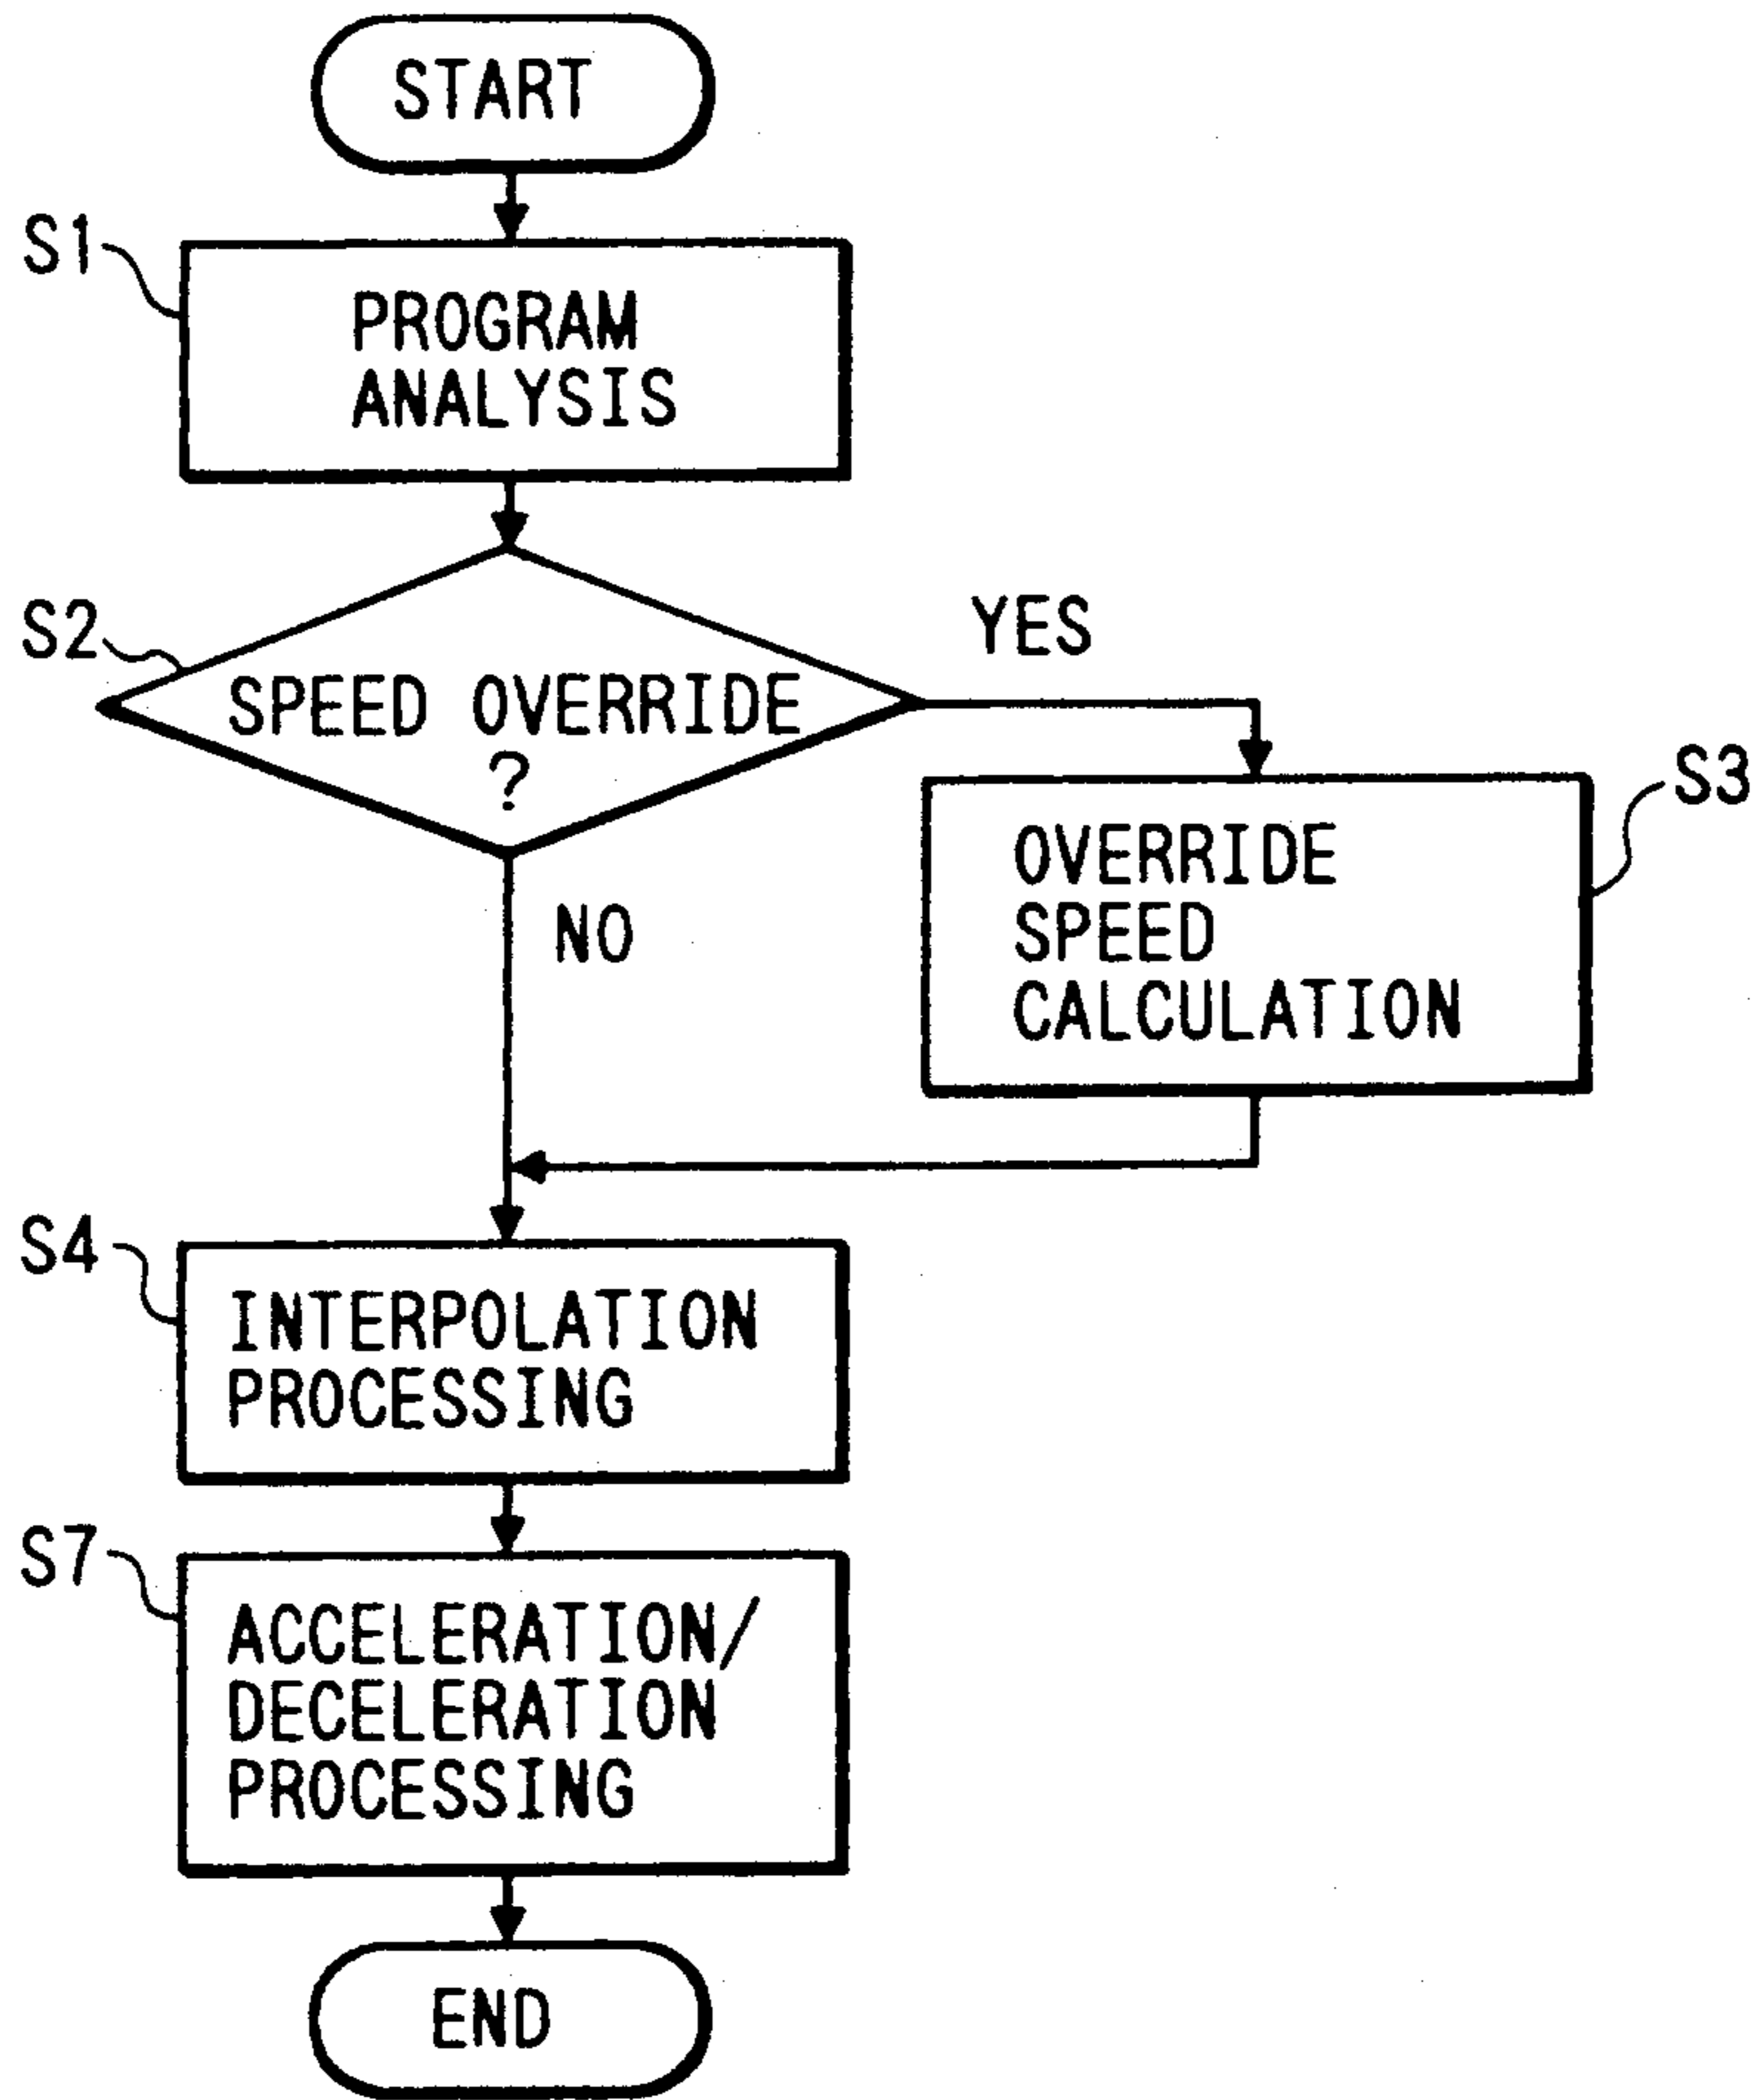 START
S1
PROGRAM
ANALYSIS
S2
SPEED OVERRIDE
?
YES
NO
S3
OVERRIDE
SPEED
CALCULATION
S4
INTERPOLATION
PROCESSING
S7
ACCELERATION/
DECELERATION
PROCESSING
END